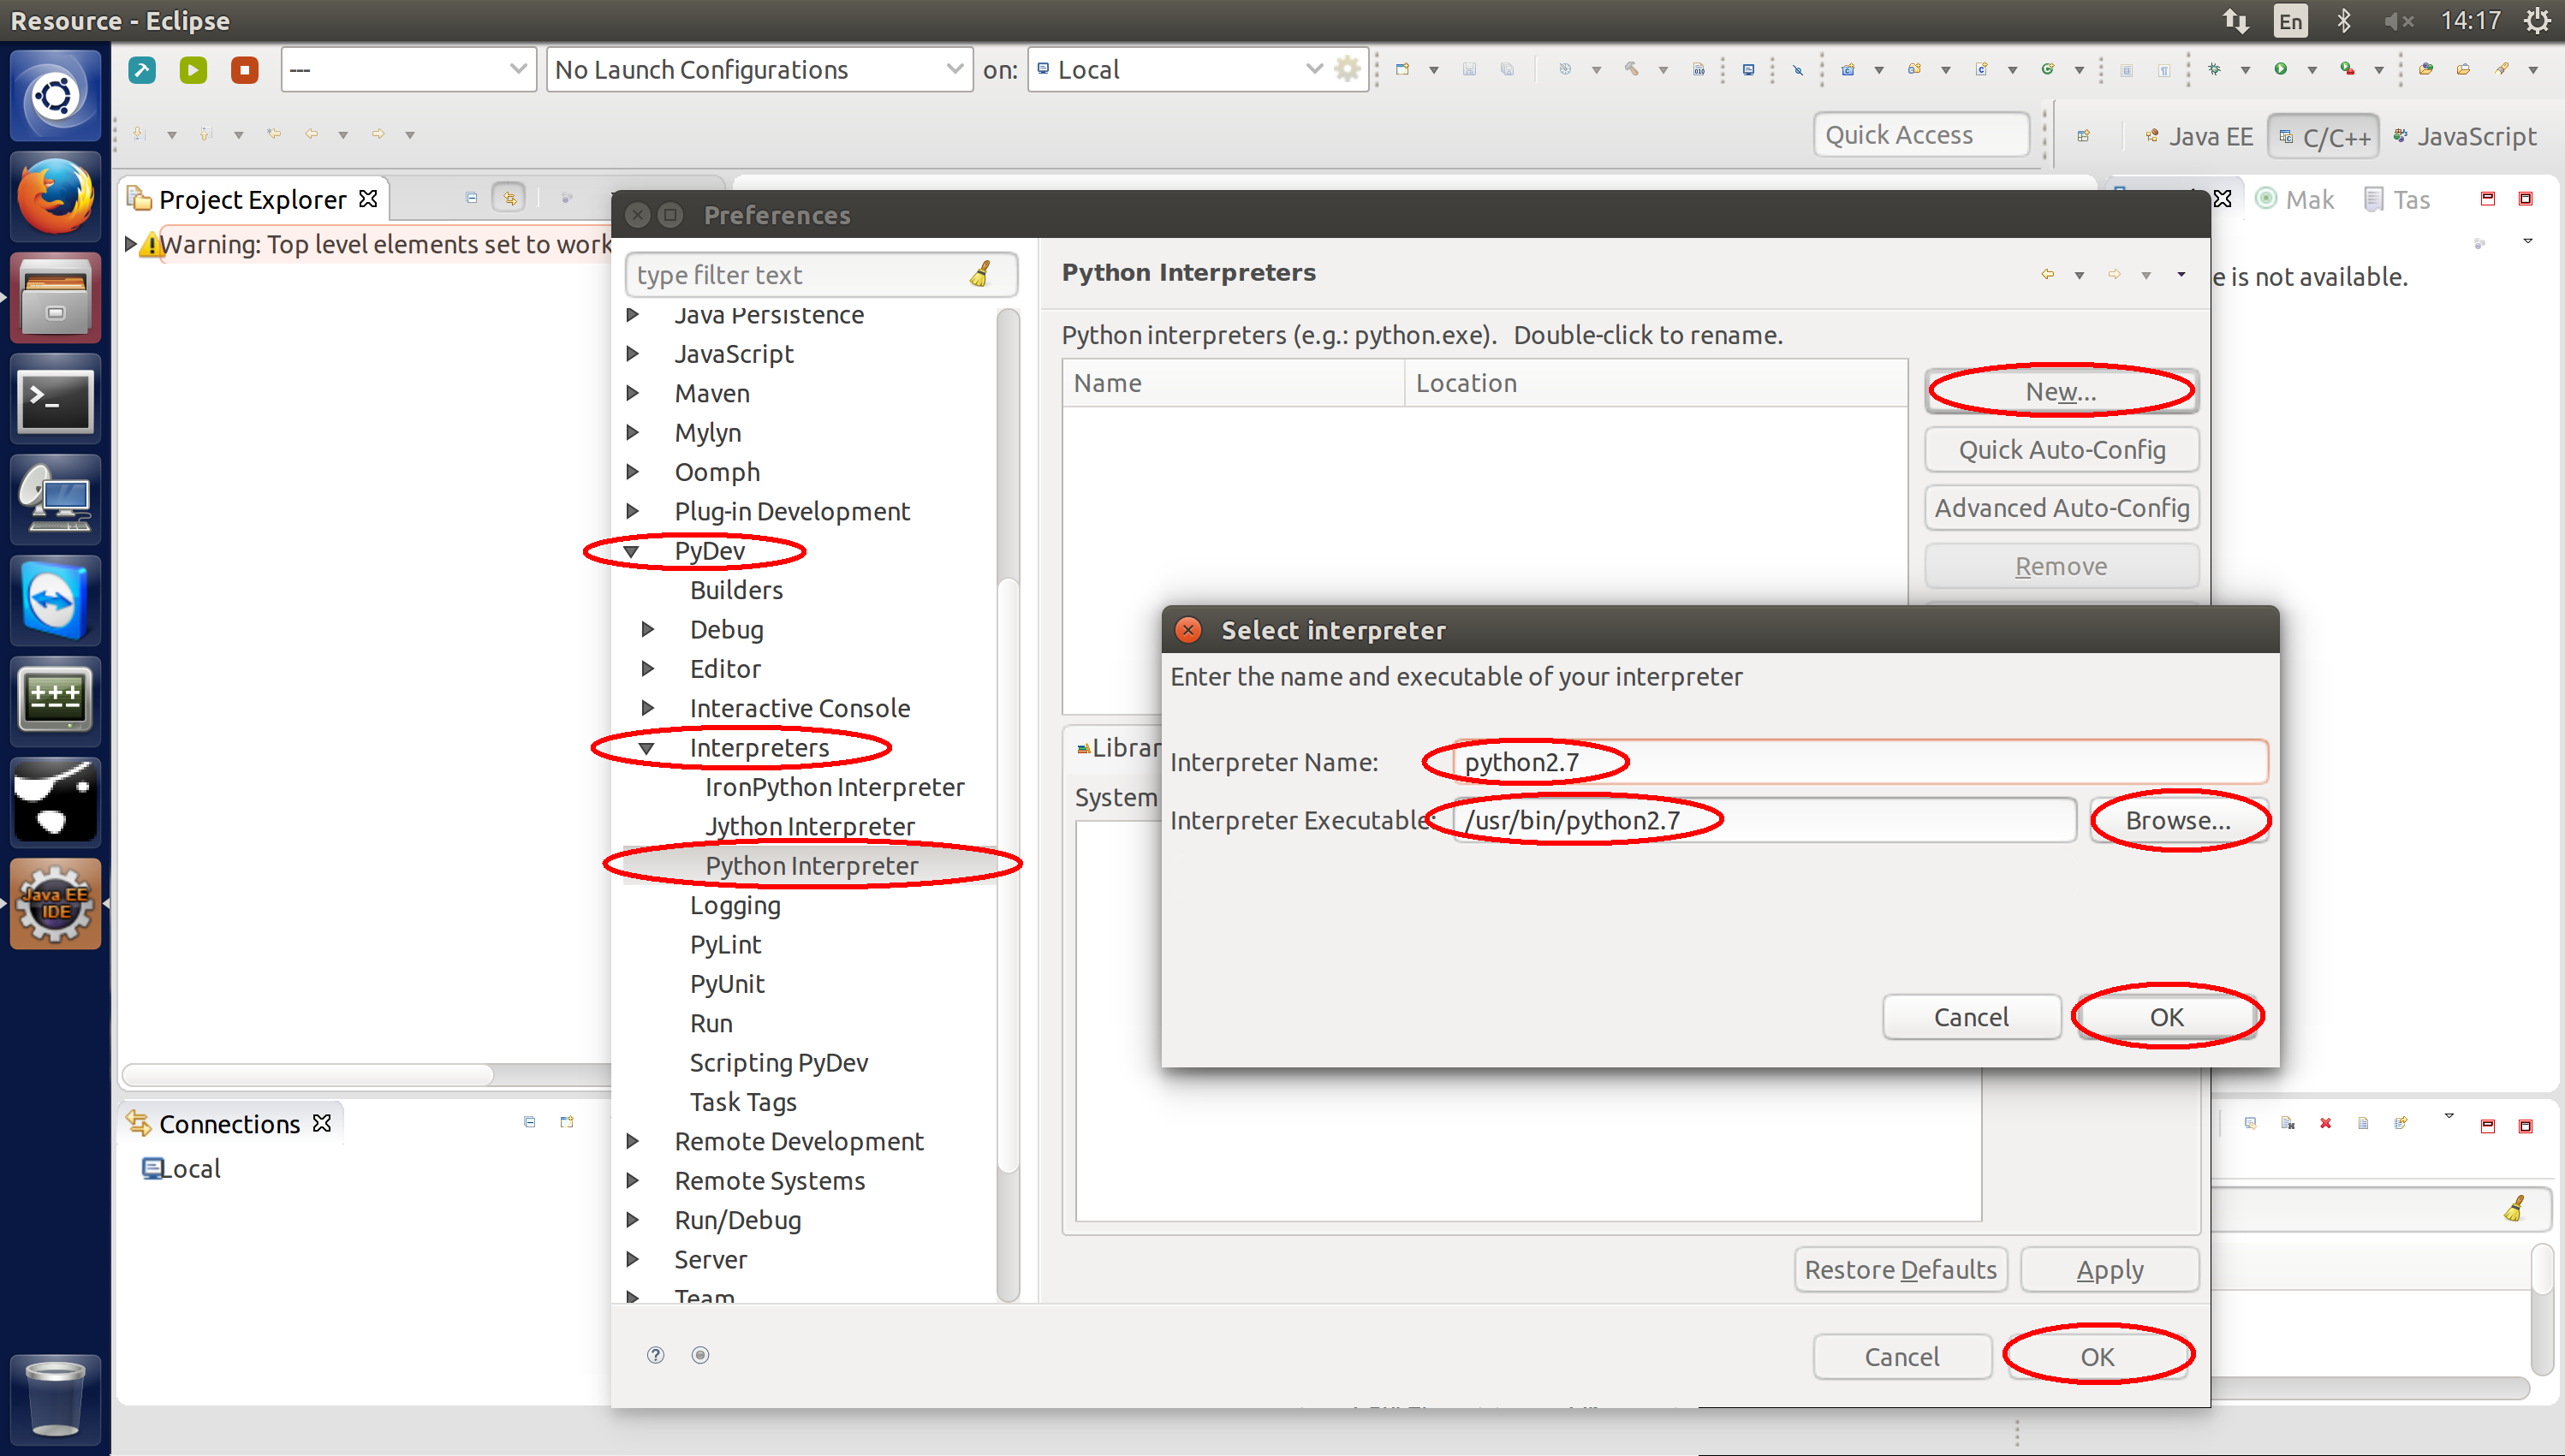 Resource - Eclipse
En
14:17
---
No Launch Configurations
on:
Local
Quick Access
Java EE
C/C++
JavaScript
Project Explorer
Mak
Tas
Warning: Top level elements set to work
e is not available.
Preferences
type filter text
Java Persistence
JavaScript
Maven
Mylyn
Oomph
Plug-in Development
PyDev
Builders
Debug
Editor
Interactive Console
Interpreters
IronPython Interpreter
Jython Interpreter
Python Interpreter
Logging
PyLint
PyUnit
Run
Scripting PyDev
Task Tags
Remote Development
Remote Systems
Run/Debug
Server
Team
Python Interpreters
Python interpreters (e.g.: python.exe). Double-click to rename.
Name
Location
New...
Quick Auto-Config
Advanced Auto-Config
Remove
Librar
System
Select interpreter
Enter the name and executable of your interpreter
Interpreter Name:
python2.7
Interpreter Executable:
/usr/bin/python2.7
Browse...
Cancel
OK
Restore Defaults
Apply
Cancel
OK
Connections
Local
Java EE
IDE